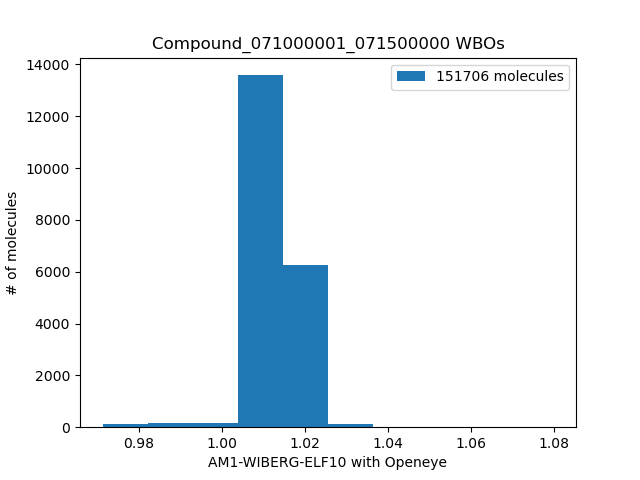 Compound_071000001_071500000 WBOs
151706 molecules
# of molecules
14000
12000
10000
8000
6000
4000
2000
0
0.98 1.00 1.02 1.04 1.06 1.08
AM1-WIBERG-ELF10 with Openeye